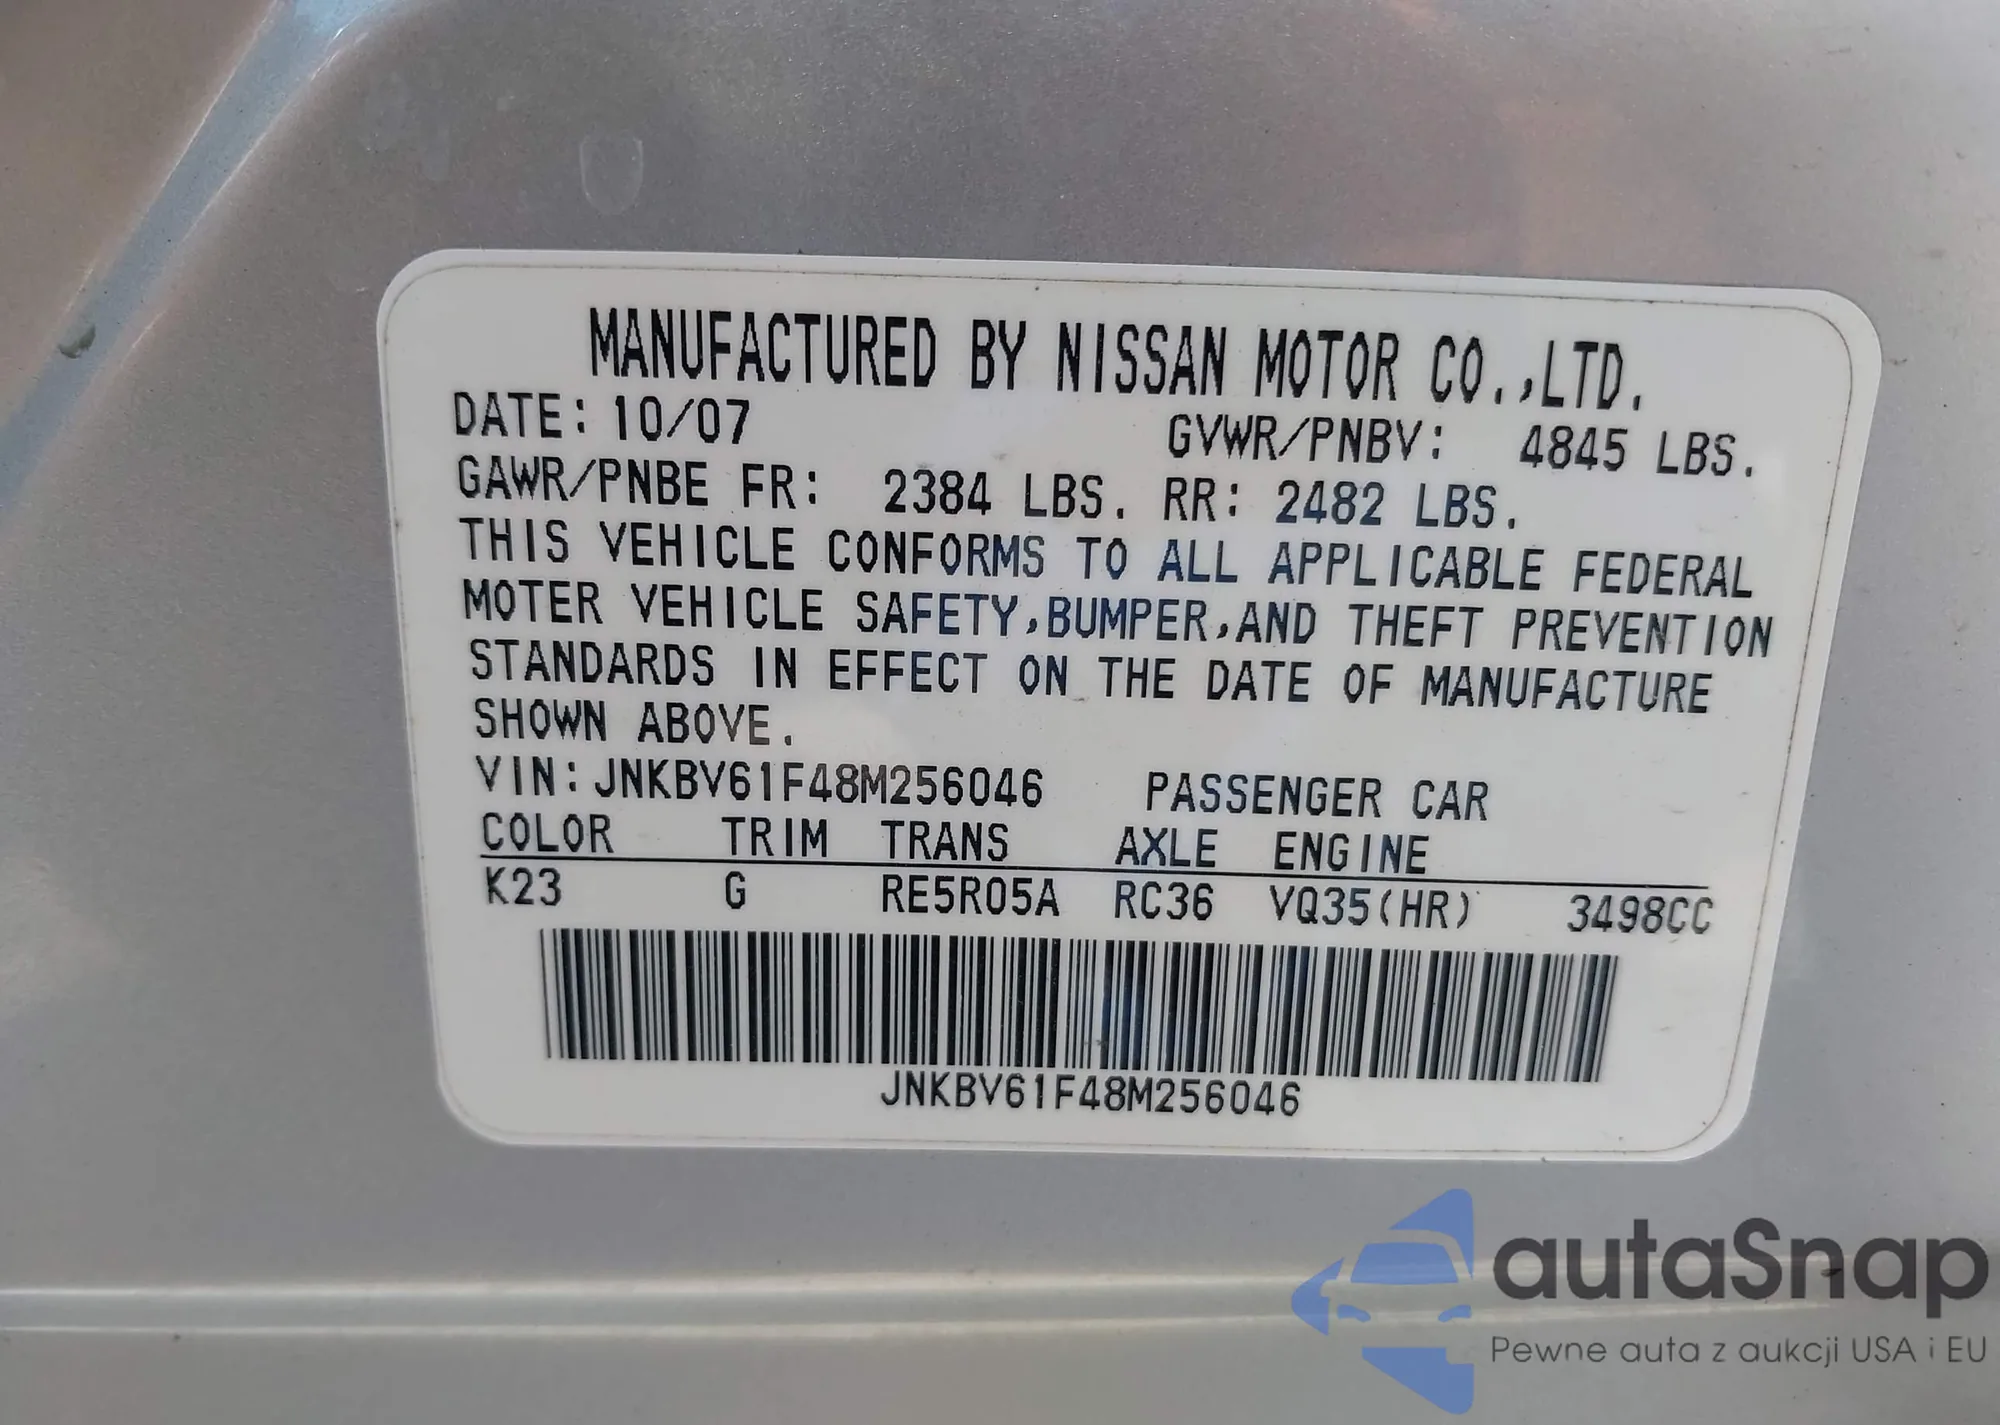 MANUFACTURED BY NISSAN MOTOR CO.,LTD.
DATE: 10/07 GVWR/PNBV: 4845 LBS.
GAWR/PNBE FR: 2384 LBS. RR: 2482 LBS.
THIS VEHICLE CONFORMS TO ALL APPLICABLE FEDERAL
MOTER VEHICLE SAFETY,BUMPER,AND THEFT PREVENTION
STANDARDS IN EFFECT ON THE DATE OF MANUFACTURE
SHOWN ABOVE.
VIN:JNKBV61F48M256046 PASSENGER CAR
COLOR TRIM TRANS AXLE ENGINE
K23 G RE5R05A RC36 VQ35(HR) 3498CC
JNKBV61F48M256046
autaSnap
Pewne auta z aukcji USA i EU